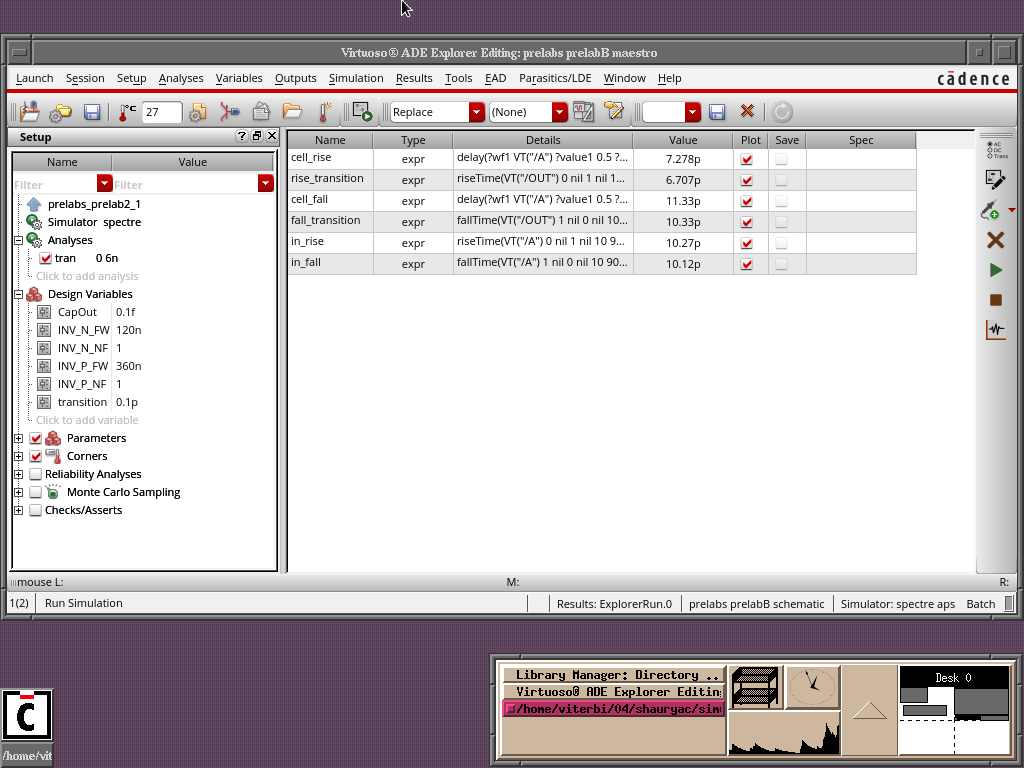 Virtuoso® ADE Explorer Editing: prelabs prelabB maestro
Launch Session Setup Analyses Variables Outputs Simulation Results Tools EAD Parasitics/LDE Window Help cādence
°C 27 Replace (None)
Setup ?
Name Value
Filter Filter
prelabs_prelab2_1
Simulator spectre
Analyses
tran 0 6n
Click to add analysis
Design Variables
CapOut 0.1f
INV_N_FW 120n
INV_N_NF 1
INV_P_FW 360n
INV_P_NF 1
transition 0.1p
Click to add variable
Parameters
Corners
Reliability Analyses
Monte Carlo Sampling
Checks/Asserts
Name Type Details Value Plot Save Spec
cell_rise expr delay(?wf1 VT("/A") ?value1 0.5 ?... 7.278p
rise_transition expr riseTime(VT("/OUT") 0 nil 1 nil 1... 6.707p
cell_fall expr delay(?wf1 VT("/A") ?value1 0.5 ?... 11.33p
fall_transition expr fallTime(VT("/OUT") 1 nil 0 nil 10... 10.33p
in_rise expr riseTime(VT("/A") 0 nil 1 nil 10 9... 10.27p
in_fall expr fallTime(VT("/A") 1 nil 0 nil 10 90... 10.12p
AC
DC
Trans
mouse L: M: R:
1(2) Run Simulation Results: ExplorerRun.0 prelabs prelabB schematic Simulator: spectre aps Batch
Library Manager: Directory ..
Virtuoso® ADE Explorer Editin
/home/viterbi/04/shauryac/sim
Desk 0
c
/home/vit